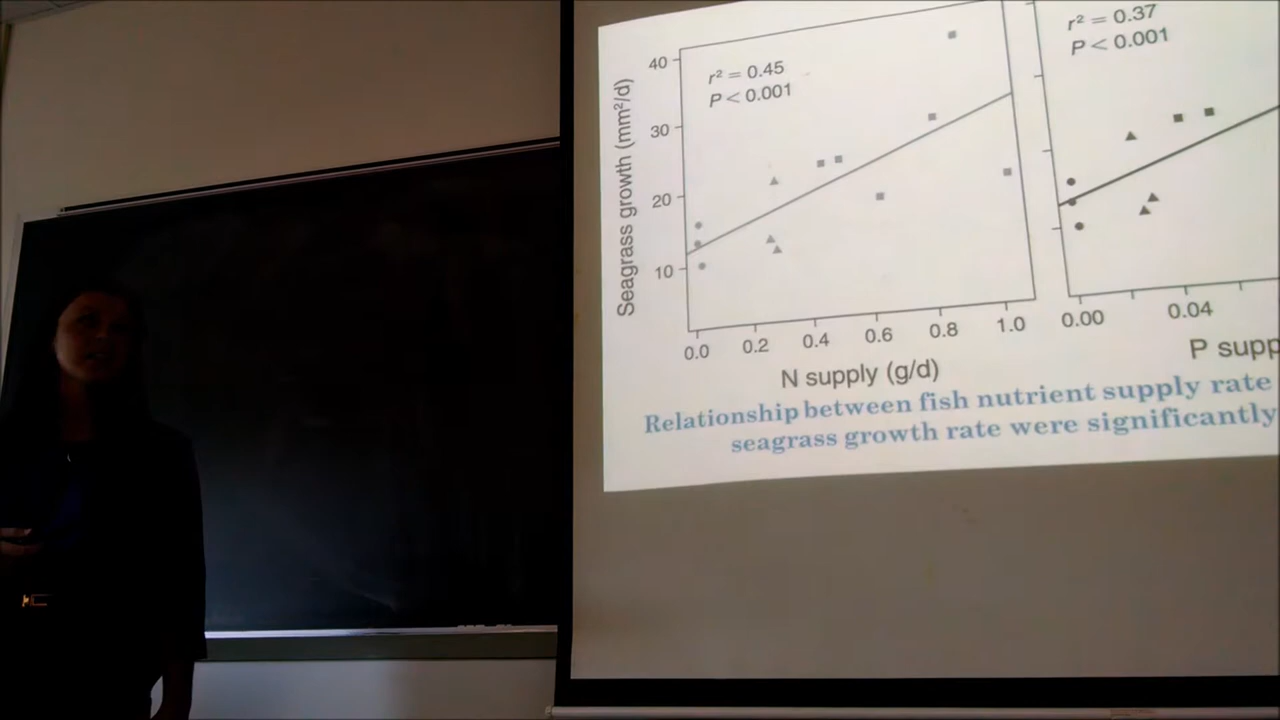 r² = 0.45
P < 0.001
Seagrass growth (mm²/d)
40
30
20
10
0.0 0.2 0.4 0.6 0.8 1.0
N supply (g/d)
r² = 0.37
P < 0.001
0.00 0.04
P supp
Relationship between fish nutrient supply rate
seagrass growth rate were significantly